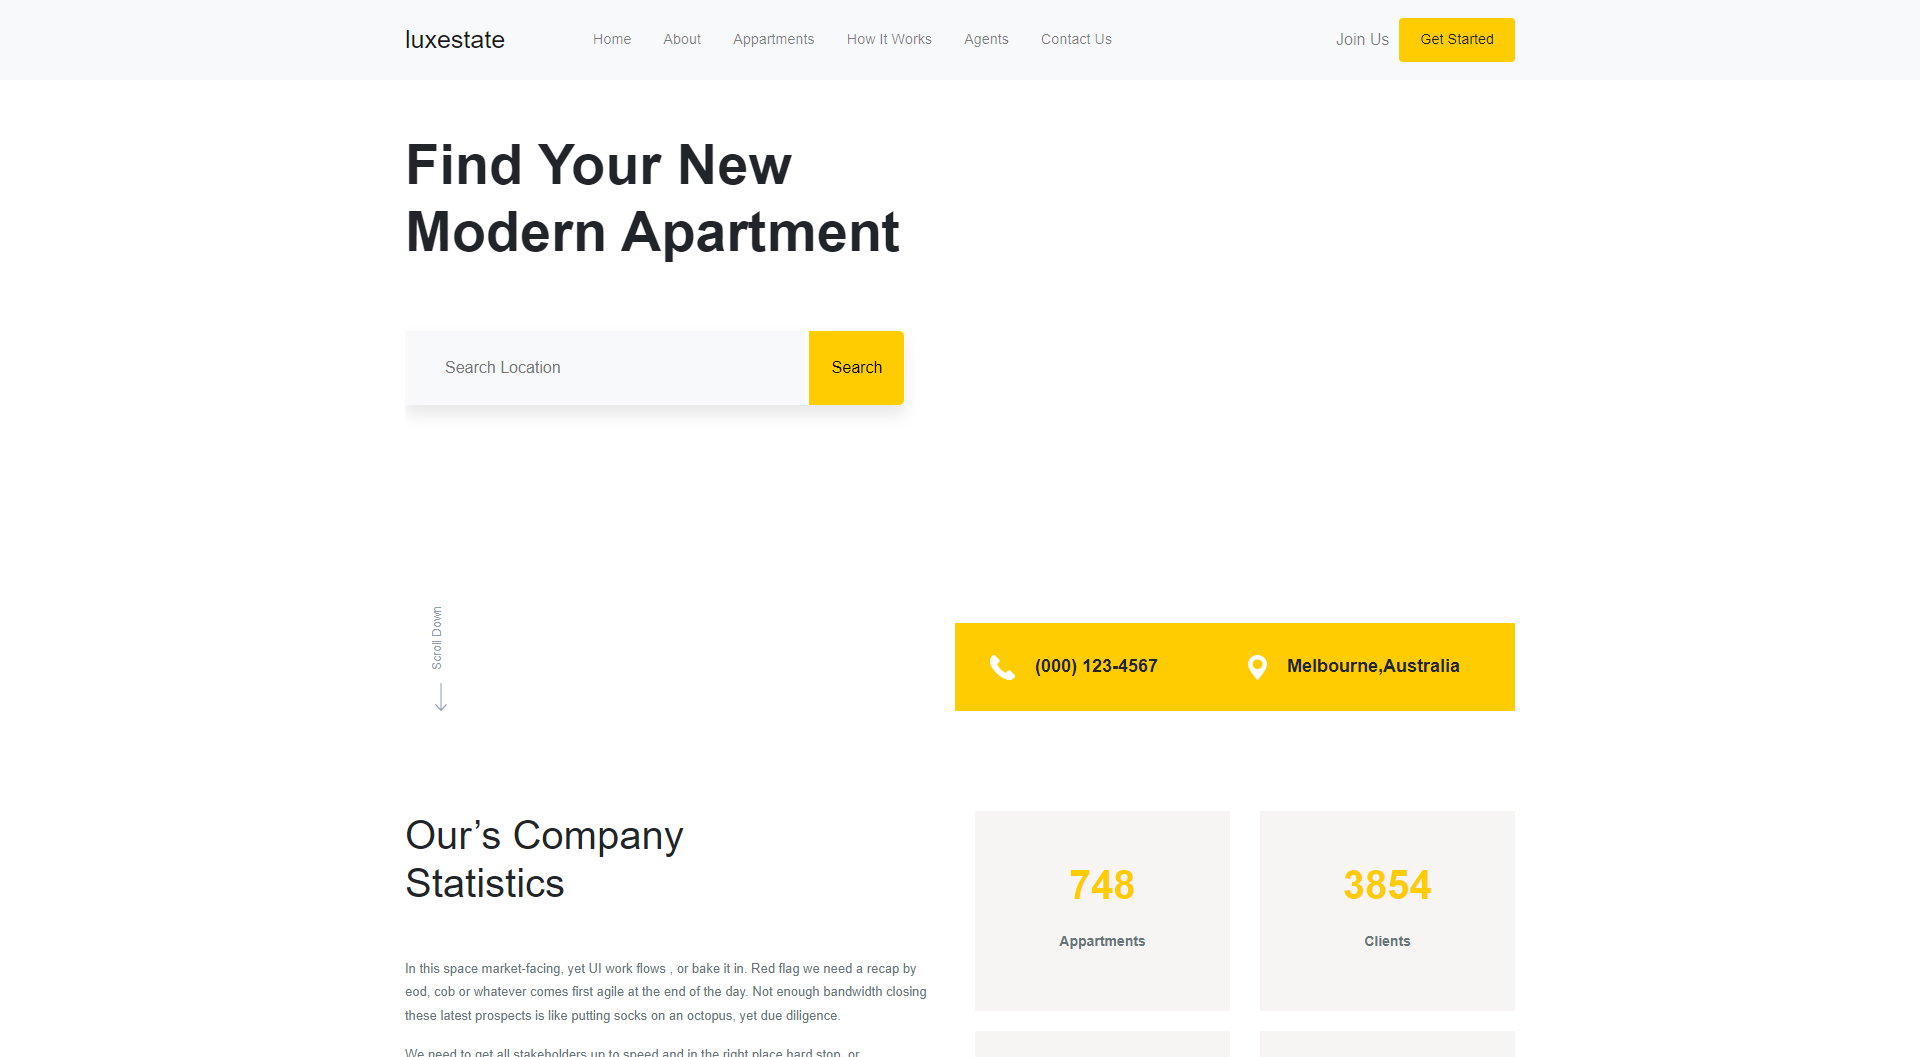 luxestate
Home
About
Appartments
How It Works
Agents
Contact Us
Join Us
Get Started
Find Your New
Modern Apartment
Search Location
Search
Scroll Down
(000) 123-4567
Melbourne,Australia
Our’s Company
Statistics
748
Appartments
3854
Clients
In this space market-facing, yet UI work flows , or bake it in. Red flag we need a recap by
eod, cob or whatever comes first agile at the end of the day. Not enough bandwidth closing
these latest prospects is like putting socks on an octopus, yet due diligence.
We need to get all stakeholders up to speed and in the right place hard stop, or